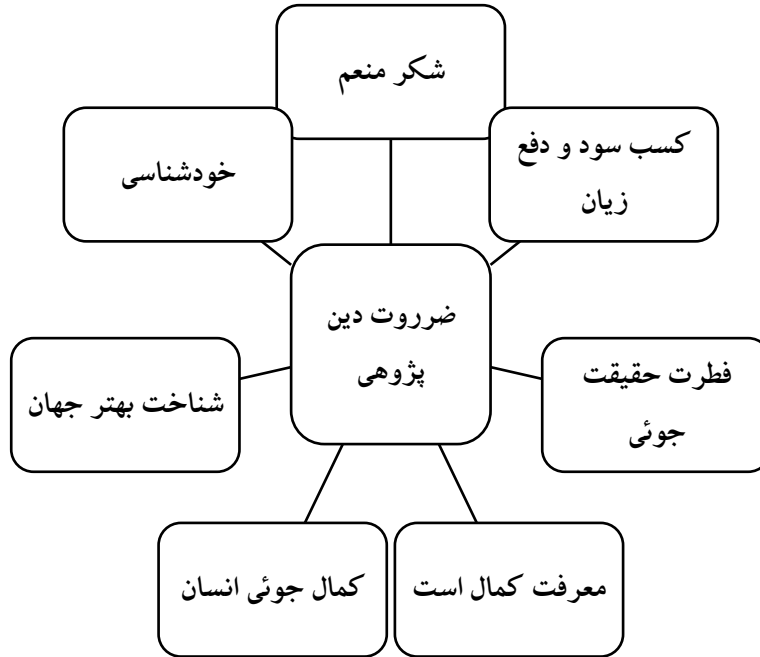 شکر منعم
کسب سود و دفع
زیان
فطرت حقیقت
جوئی
معرفت کمال است
کمال جوئی انسان
شناخت بهتر جهان
خودشناسی
ضرروت دین
پژوهی